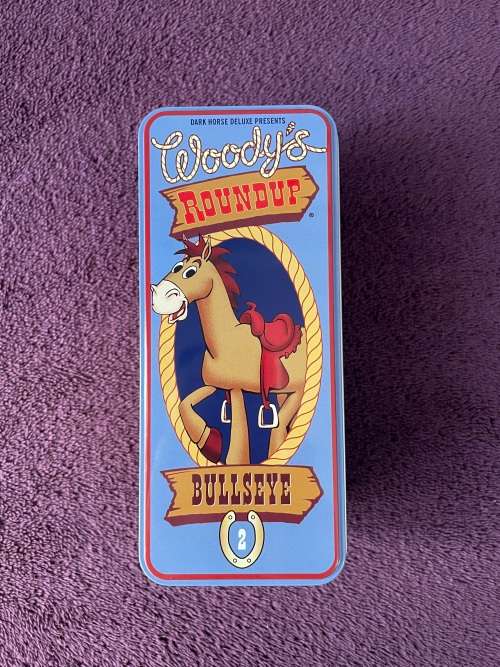 DARK HORSE DELUXE PRESENTS
Woody's
ROUNDUP
®
BULLSEYE
2